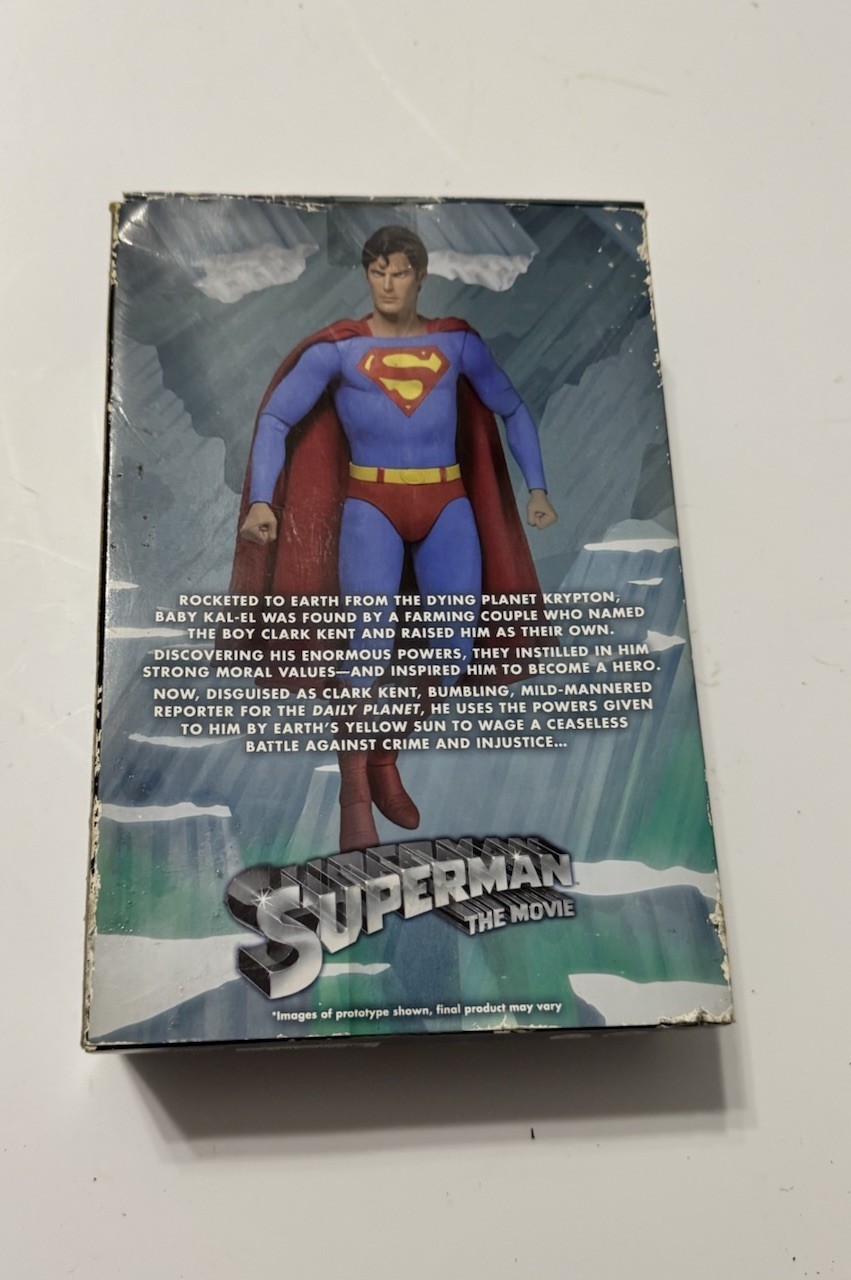 ROCKETED TO EARTH FROM THE DYING PLANET KRYPTON,
BABY KAL-EL WAS FOUND BY A FARMING COUPLE WHO NAMED
THE BOY CLARK KENT AND RAISED HIM AS THEIR OWN.
DISCOVERING HIS ENORMOUS POWERS, THEY INSTILLED IN HIM
STRONG MORAL VALUES—AND INSPIRED HIM TO BECOME A HERO.
NOW, DISGUISED AS CLARK KENT, BUMBLING, MILD-MANNERED
REPORTER FOR THE DAILY PLANET, HE USES THE POWERS GIVEN
TO HIM BY EARTH'S YELLOW SUN TO WAGE A CEASELESS
BATTLE AGAINST CRIME AND INJUSTICE...
SUPERMAN
THE MOVIE
*Images of prototype shown, final product may vary